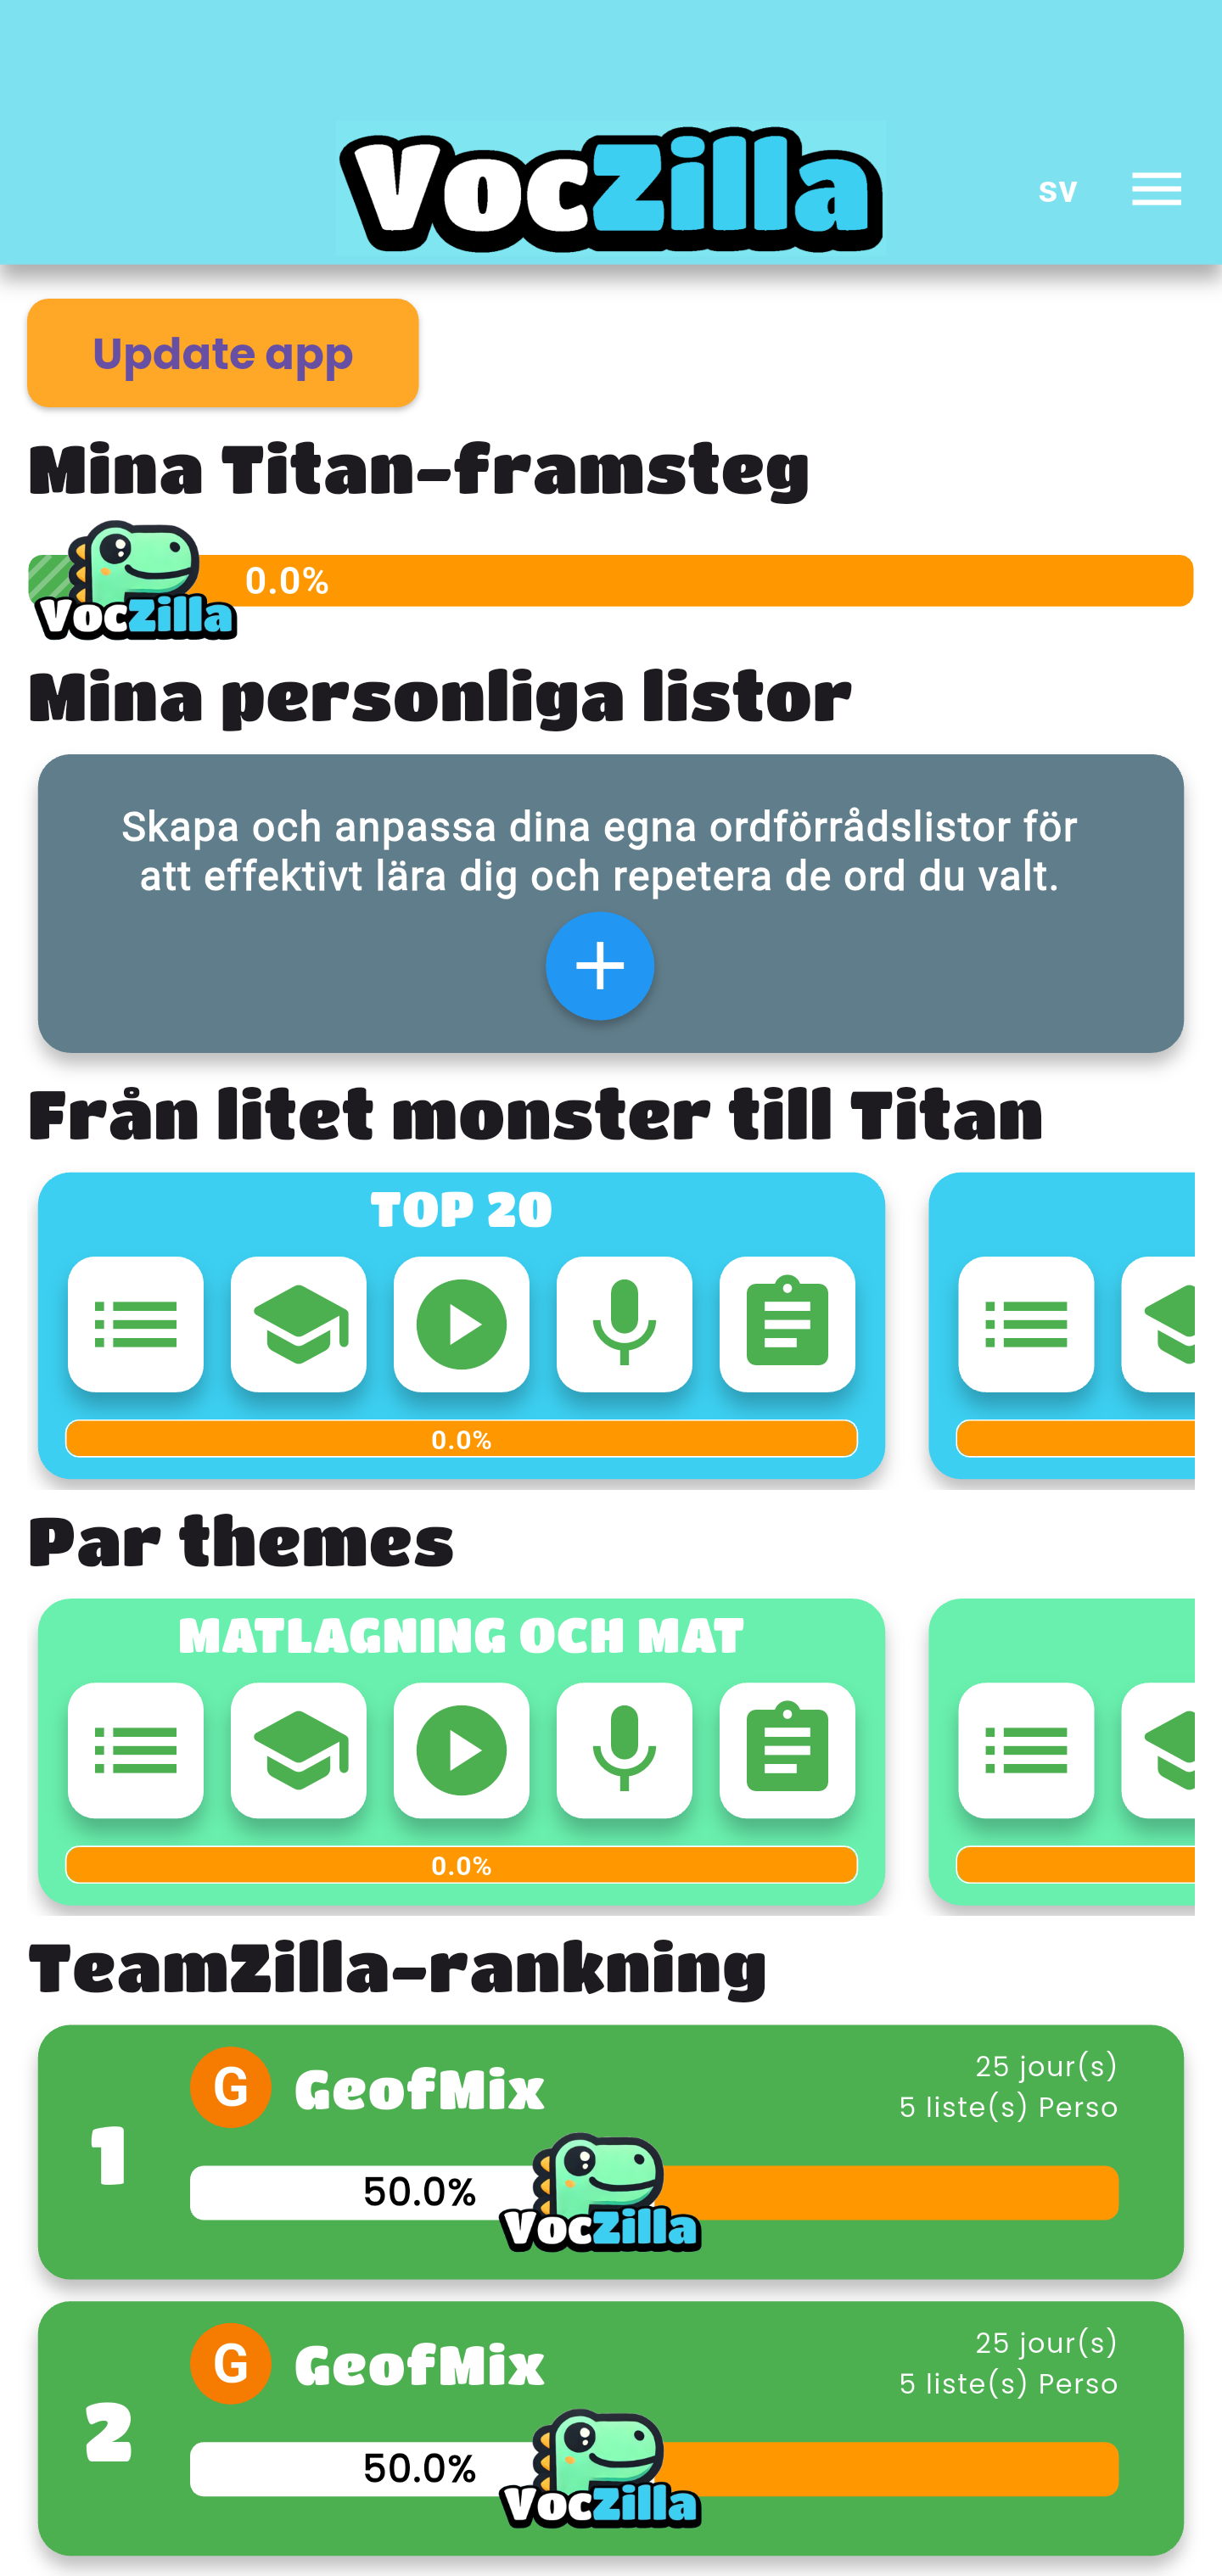 VocZilla
sv
Update app
Mina Titan-framsteg
0.0%
VocZilla
Mina personliga listor
Skapa och anpassa dina egna ordförrådslistor för
att effektivt lära dig och repetera de ord du valt.
Från litet monster till Titan
TOP 20
0.0%
Par themes
MATLAGNING OCH MAT
0.0%
TeamZilla-rankning
1
G
GeofMix
25 jour(s)
5 liste(s) Perso
50.0%
VocZilla
2
G
GeofMix
25 jour(s)
5 liste(s) Perso
50.0%
VocZilla